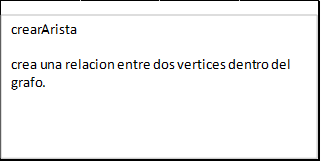 crearArista
crea una relacion entre dos vertices dentro del
grafo.